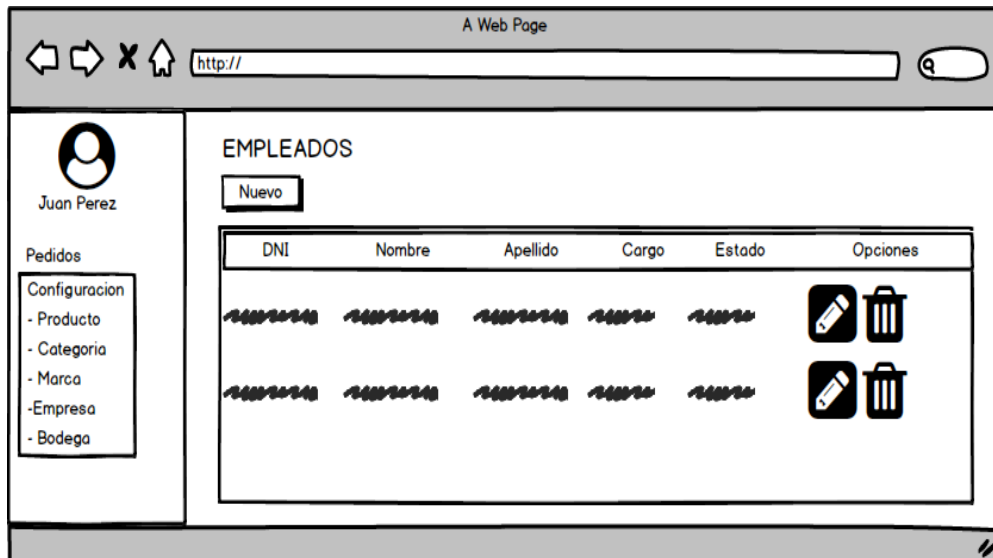 A Web Page
http://
Juan Perez
Pedidos
Configuracion
- Producto
- Categoria
- Marca
-Empresa
- Bodega
EMPLEADOS
Nuevo
DNI Nombre Apellido Cargo Estado Opciones